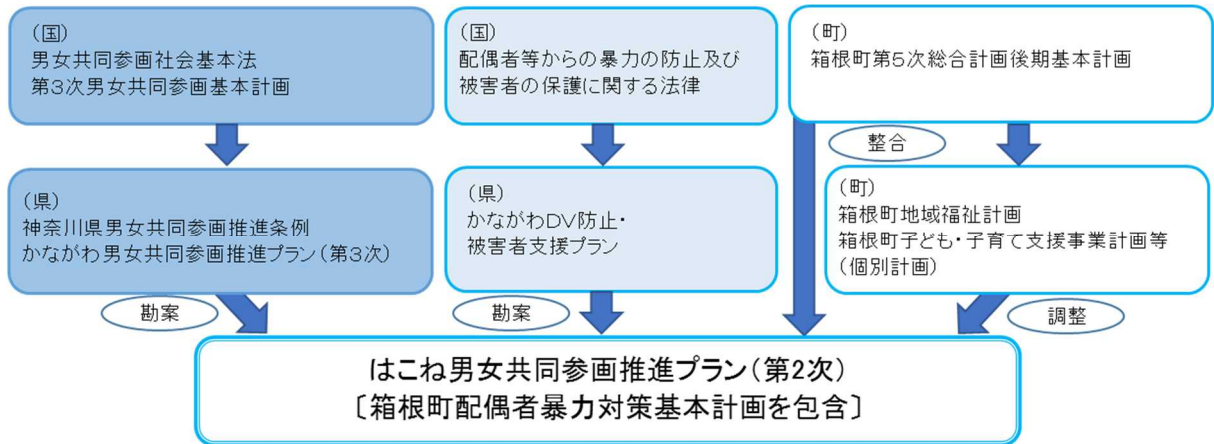 (国)
男女共同参画社会基本法
第3次男女共同参画基本計画
(国)
配偶者等からの暴力の防止及び
被害者の保護に関する法律
(町)
箱根町第5次総合計画後期基本計画
整合
(県)
神奈川県男女共同参画推進条例
かながわ男女共同参画推進プラン(第3次)
(県)
かながわDV防止・
被害者支援プラン
(町)
箱根町地域福祉計画
箱根町子ども・子育て支援事業計画等
(個別計画)
勘案
勘案
調整
はこね男女共同参画推進プラン(第2次)
〔箱根町配偶者暴力対策基本計画を包含〕